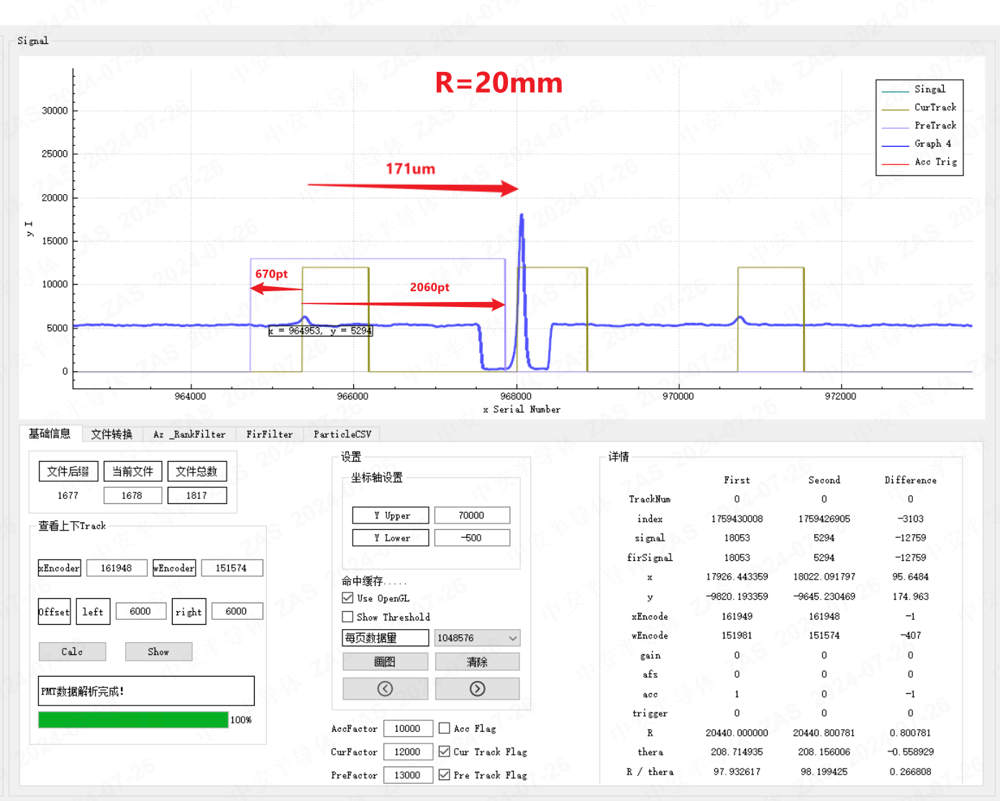 Signal
R=20mm
Singal
CurTrack
PreTrack
Graph 4
Acc Trig
171um
670pt
2060pt
x = 964953, y = 5294
y I
30000
25000
20000
15000
10000
5000
0
964000 966000 968000 970000 972000
x Serial Number
基础信息 文件转换 Az _RankFilter FirFilter ParticleCSV
文件后缀 当前文件 文件总数
1677 1678 1817
查看上下Track
xEncoder 161948 wEncoder 151574
Offset left 6000 right 6000
Calc Show
PMT数据解析完成!
100%
设置
坐标轴设置
Y Upper 70000
Y Lower -500
命中缓存.....
Use OpenGL
Show Threshold
每页数据量 1048576
画图 清除
AccFactor 10000 Acc Flag
CurFactor 12000 Cur Track Flag
PreFactor 13000 Pre Track Flag
详情
First Second Difference
TrackNum 0 0 0
index 1759430008 1759426905 -3103
signal 18053 5294 -12759
firSignal 18053 5294 -12759
x 17926.443359 18022.091797 95.6484
y -9820.193359 -9645.230469 174.963
xEncode 161949 161948 -1
wEncode 151981 151574 -407
gain 0 0 0
afs 0 0 0
acc 1 0 -1
trigger 0 0 0
R 20440.000000 20440.800781 0.800781
thera 208.714935 208.156006 -0.558929
R / thera 97.932617 98.199425 0.266808
中安半导体 ZAS 2024-07-26